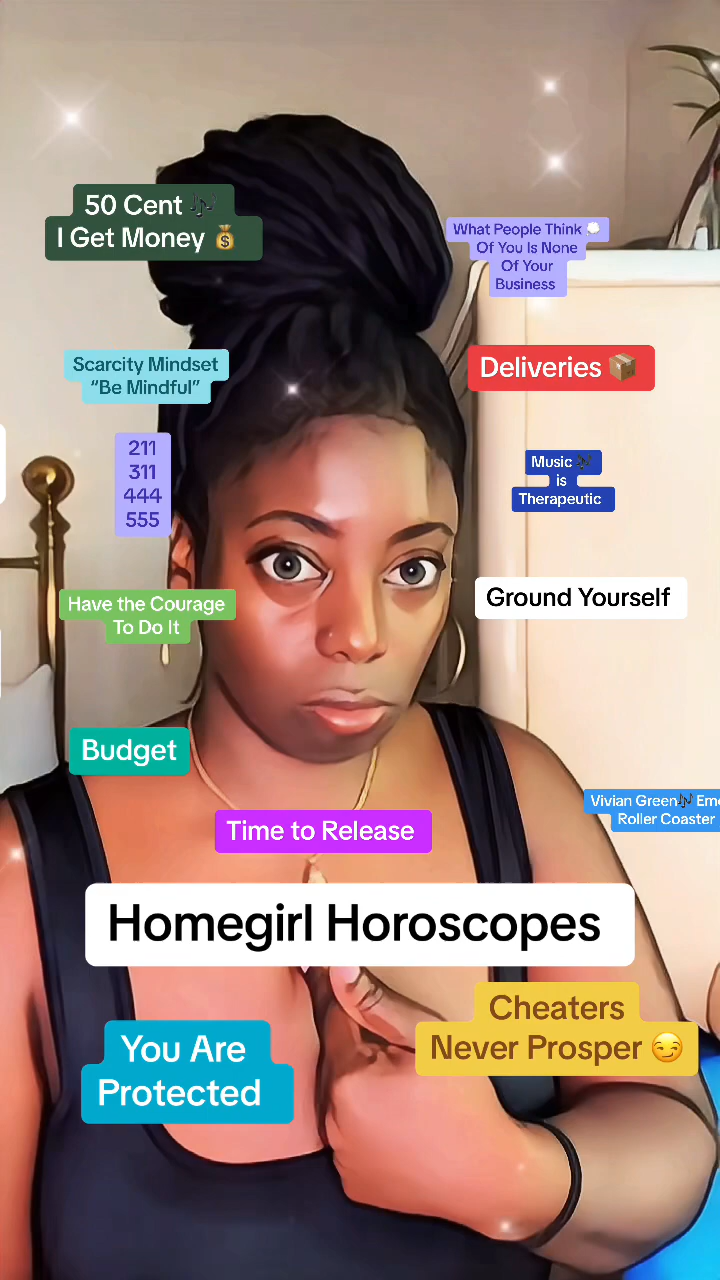 50 Cent 🎶
I Get Money 💰
What People Think 💭
Of You Is None
Of Your
Business
Scarcity Mindset
“Be Mindful”
Deliveries 📦
211
311
444
555
Music 🎶
is
Therapeutic
Have the Courage
To Do It
Ground Yourself
Budget
Vivian Green🎶
Roller Coaster
Time to Release
Homegirl Horoscopes
Cheaters
Never Prosper 😏
You Are
Protected